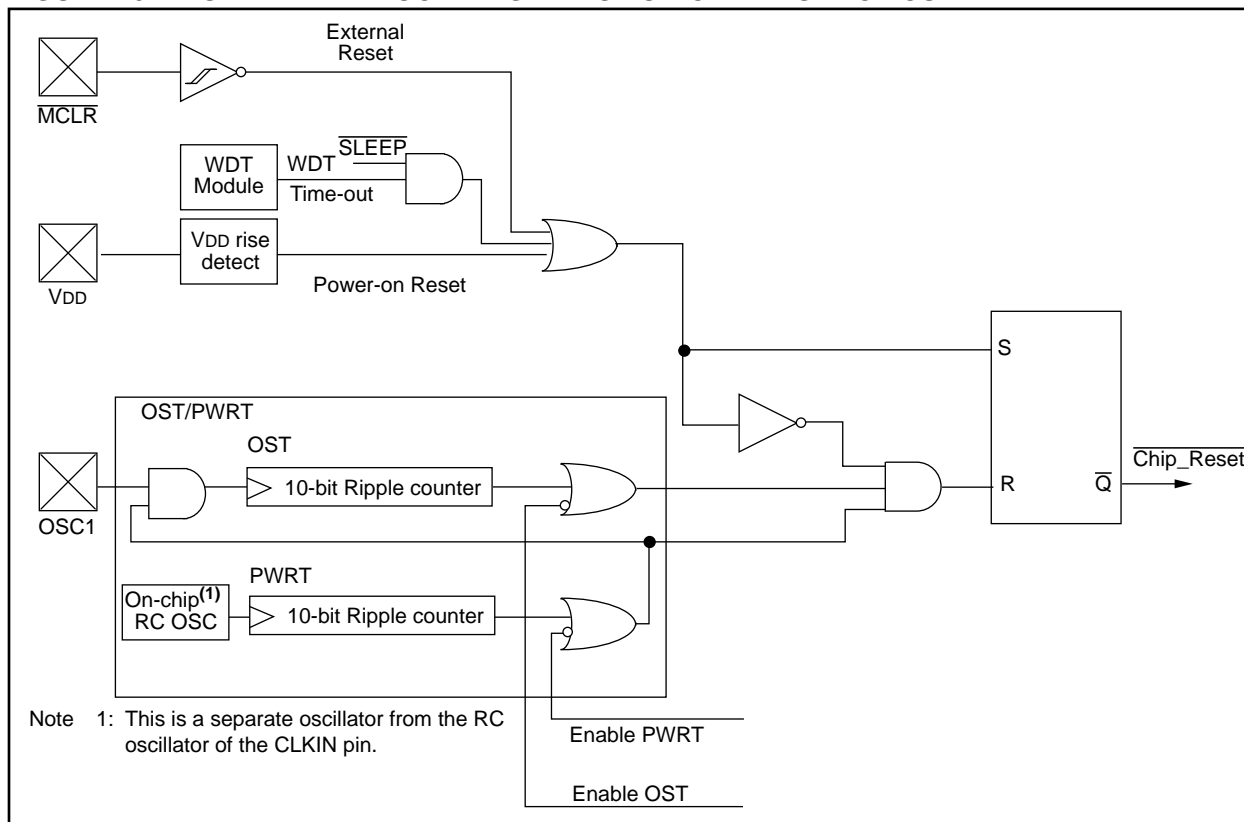 External
Reset
MCLR
SLEEP
WDT
Module
WDT
Time-out
VDD rise
detect
Power-on Reset
VDD
S
OST/PWRT
OST
10-bit Ripple counter
OSC1
Chip_Reset
R
Q
PWRT
On-chip(1)
RC OSC
10-bit Ripple counter
Note 1: This is a separate oscillator from the RC
oscillator of the CLKIN pin.
Enable PWRT
Enable OST